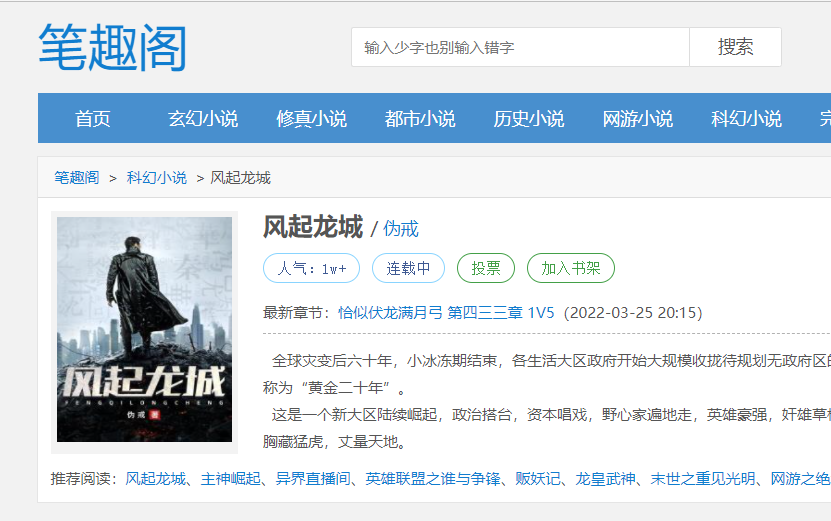 笔趣阁
输入少字也别输入错字
搜索
首页 玄幻小说 修真小说 都市小说 历史小说 网游小说 科幻小说
笔趣阁 > 科幻小说 > 风起龙城
风起龙城 / 伪戒
人气：1w+ 连载中 投票 加入书架
最新章节：恰似伏龙满月弓 第四三三章 1V5（2022-03-25 20:15）
全球灾变后六十年，小冰冻期结束，各生活大区政府开始大规模收拢待规划无政府区的
称为“黄金二十年”。
这是一个新大区陆续崛起，政治搭台，资本唱戏，野心家遍地走，英雄豪强，奸雄草
胸藏猛虎，丈量天地。
风起龙城
FENGQILONGCHENG
伪戒 著
推荐阅读：风起龙城、主神崛起、异界直播间、英雄联盟之谁与争锋、贩妖记、龙皇武神、末世之重见光明、网游之绝